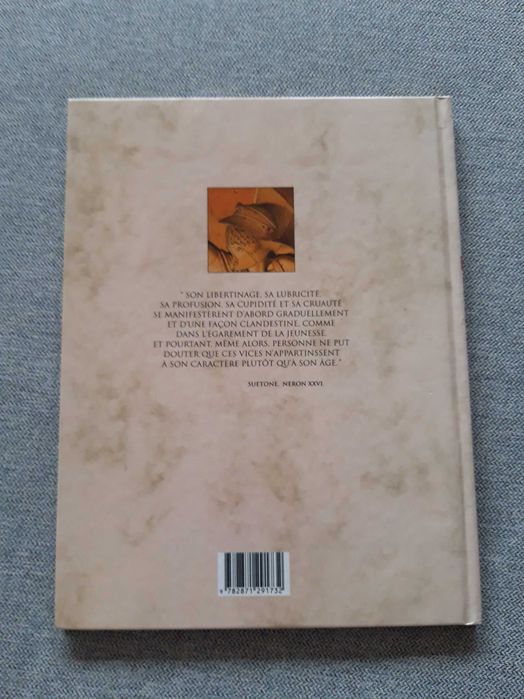 " SON LIBERTINAGE, SA LUBRICITÉ,
SA PROFUSION, SA CUPIDITÉ ET SA CRUAUTÉ
SE MANIFESTÈRENT D'ABORD GRADUELLEMENT
ET D'UNE FAÇON CLANDESTINE, COMME
DANS L'ÉGAREMENT DE LA JEUNESSE,
ET POURTANT, MÊME ALORS, PERSONNE NE PUT
DOUTER QUE CES VICES N'APPARTINSSENT
À SON CARACTÈRE PLUTÔT QU'À SON ÂGE."
SUETONE, NERON XXVI
9 782871 291732